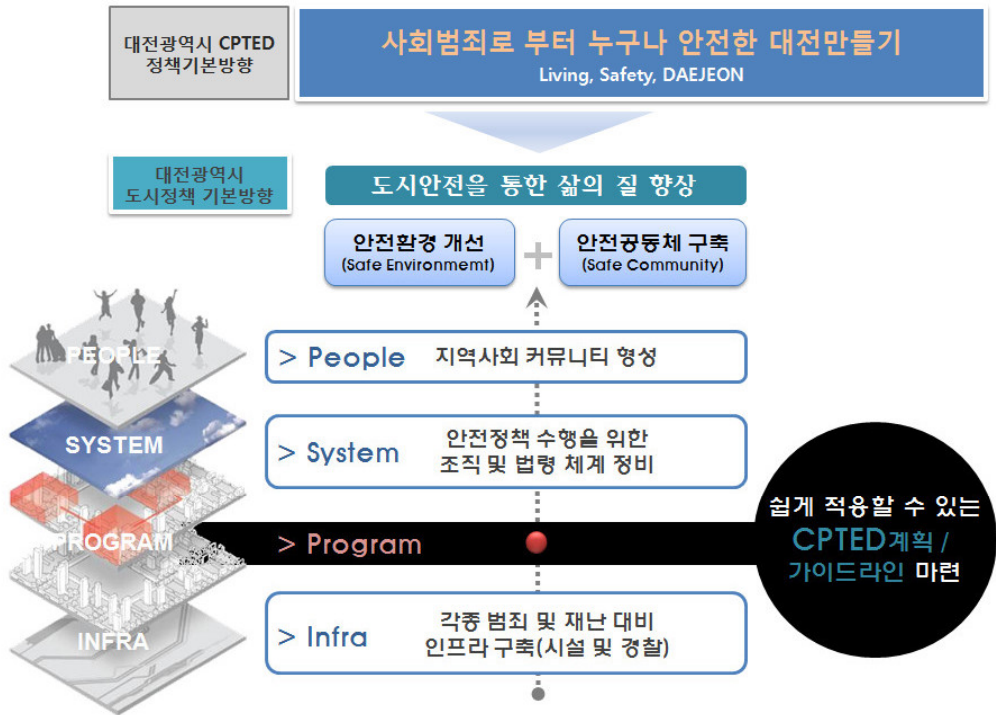 대전광역시 CPTED
정책기본방향
사회범죄로 부터 누구나 안전한 대전만들기
Living, Safety, DAEJEON
대전광역시
도시정책 기본방향
도시안전을 통한 삶의 질 향상
안전환경 개선
(Safe Environmemt)
+
안전공동체 구축
(Safe Community)
PEOPLE
> People 지역사회 커뮤니티 형성
SYSTEM
> System 안전정책 수행을 위한
조직 및 법령 체계 정비
PROGRAM
> Program
쉽게 적용할 수 있는
CPTED계획 /
가이드라인 마련
INFRA
> Infra 각종 범죄 및 재난 대비
인프라 구축(시설 및 경찰)